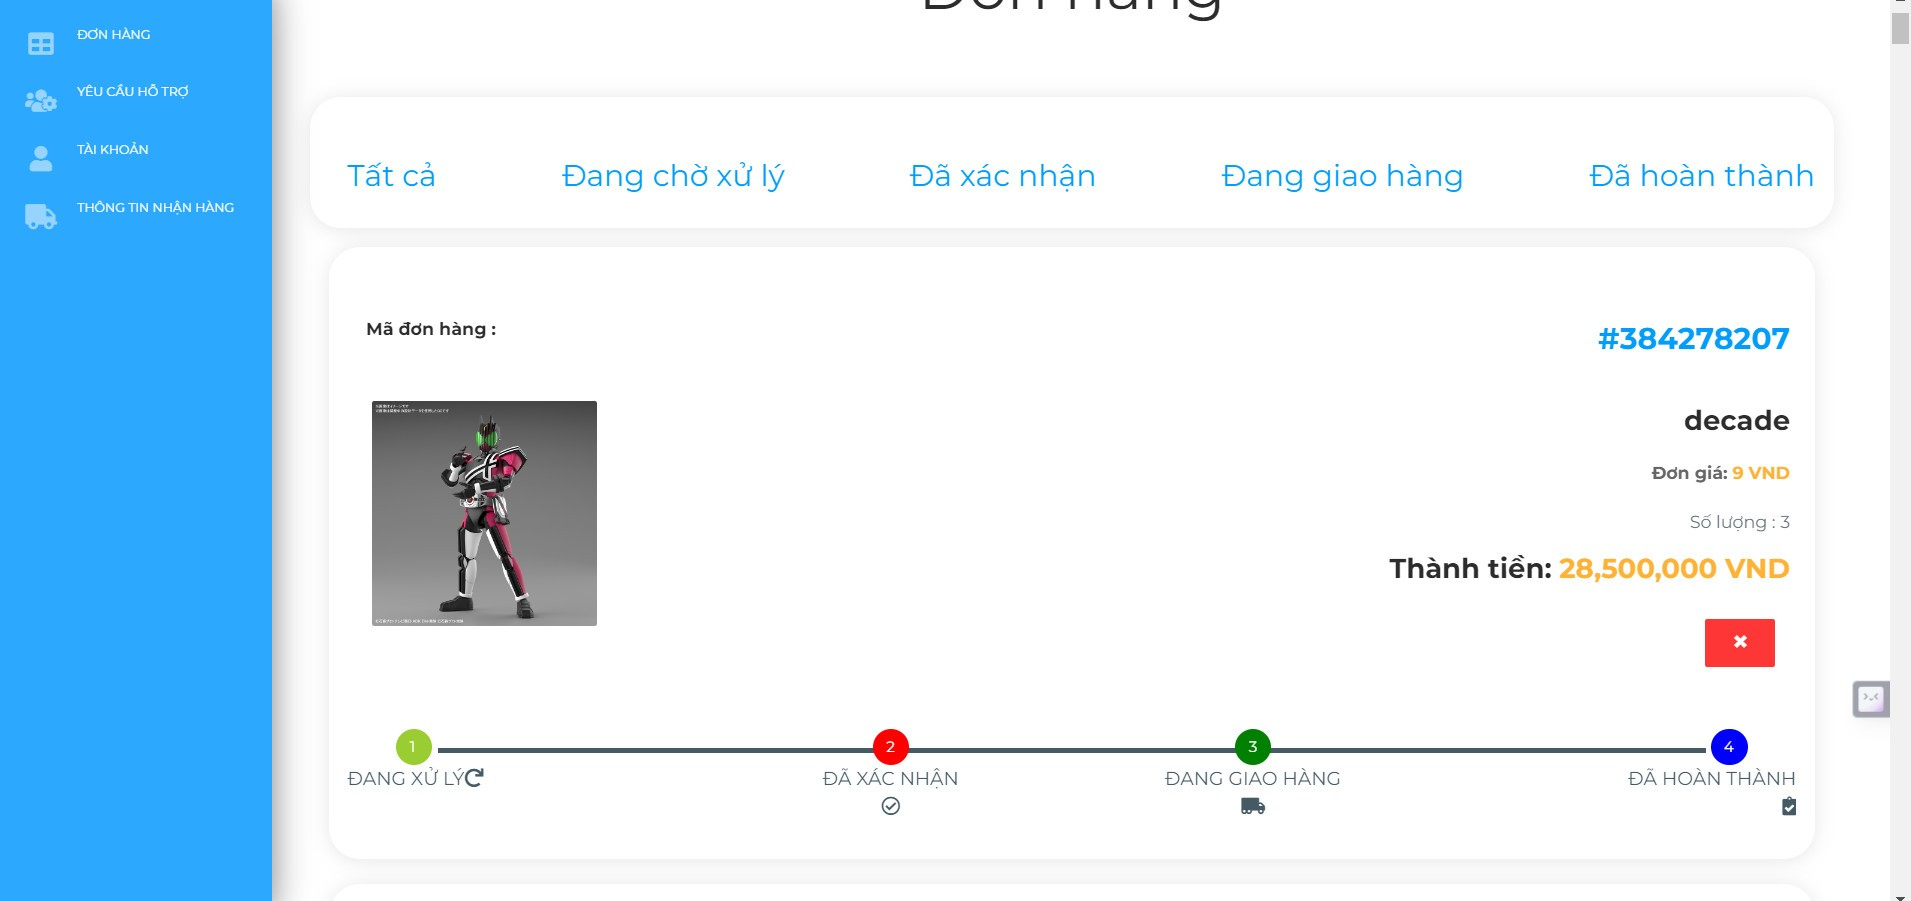 Đơn hàng
ĐƠN HÀNG
YÊU CẦU HỖ TRỢ
TÀI KHOẢN
THÔNG TIN NHẬN HÀNG
Tất cả
Đang chờ xử lý
Đã xác nhận
Đang giao hàng
Đã hoàn thành
Mã đơn hàng :
#384278207
decade
Đơn giá: 9 VND
Số lượng : 3
Thành tiền: 28,500,000 VND
1
2
3
4
ĐANG XỬ LÝ
ĐÃ XÁC NHẬN
ĐANG GIAO HÀNG
ĐÃ HOÀN THÀNH